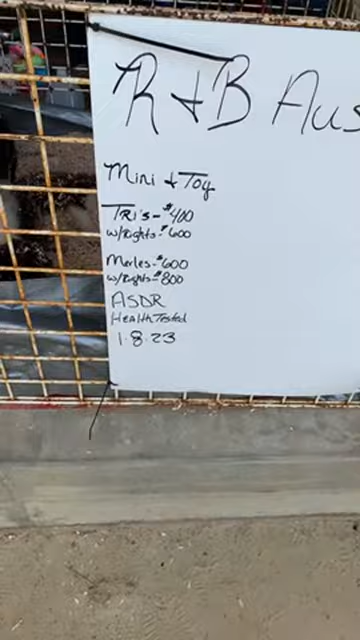 R & B Aus
Mini & Toy
TRi's - $400
w/Rights - $600
Merles - $600
w/Rights - $800
ASDR
Health Tested
1-8-23